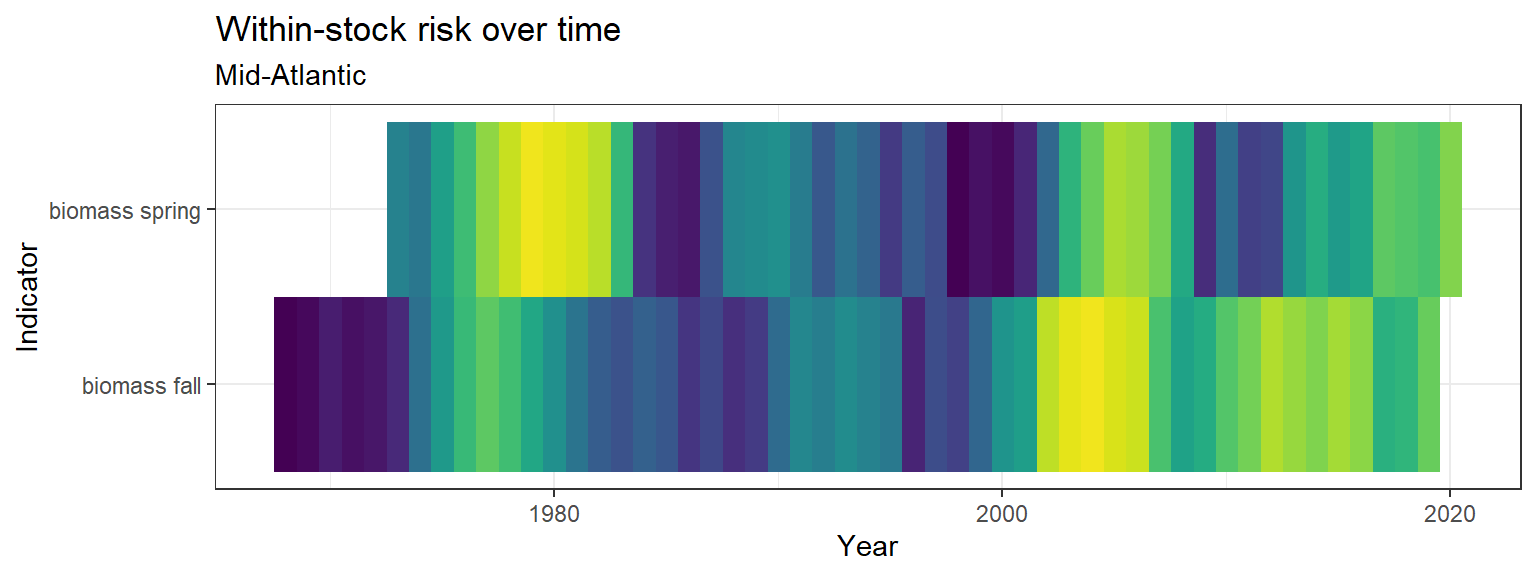 Within-stock risk over time
Mid-Atlantic
Indicator
biomass spring
biomass fall
1980
2000
2020
Year